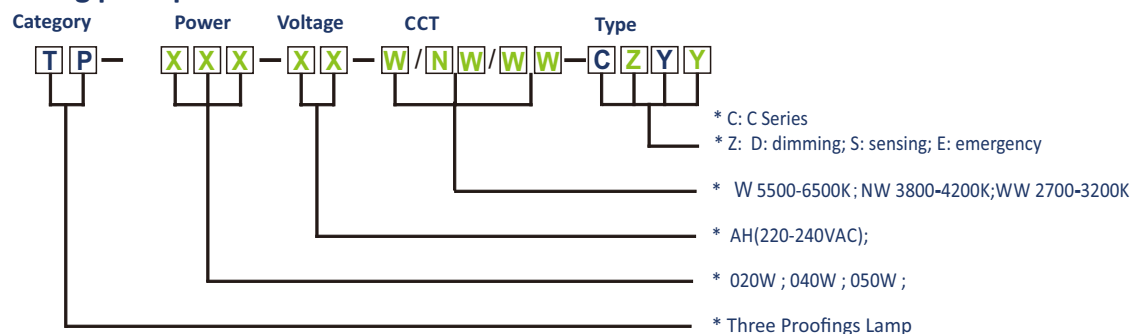 Category Power Voltage CCT Type
T P — X X X — X X — W / N W / W W — C Z Y Y
* C: C Series
* Z: D: dimming; S: sensing; E: emergency
* W 5500-6500K; NW 3800-4200K;WW 2700-3200K
* AH(220-240VAC);
* 020W ; 040W ; 050W ;
* Three Proofings Lamp